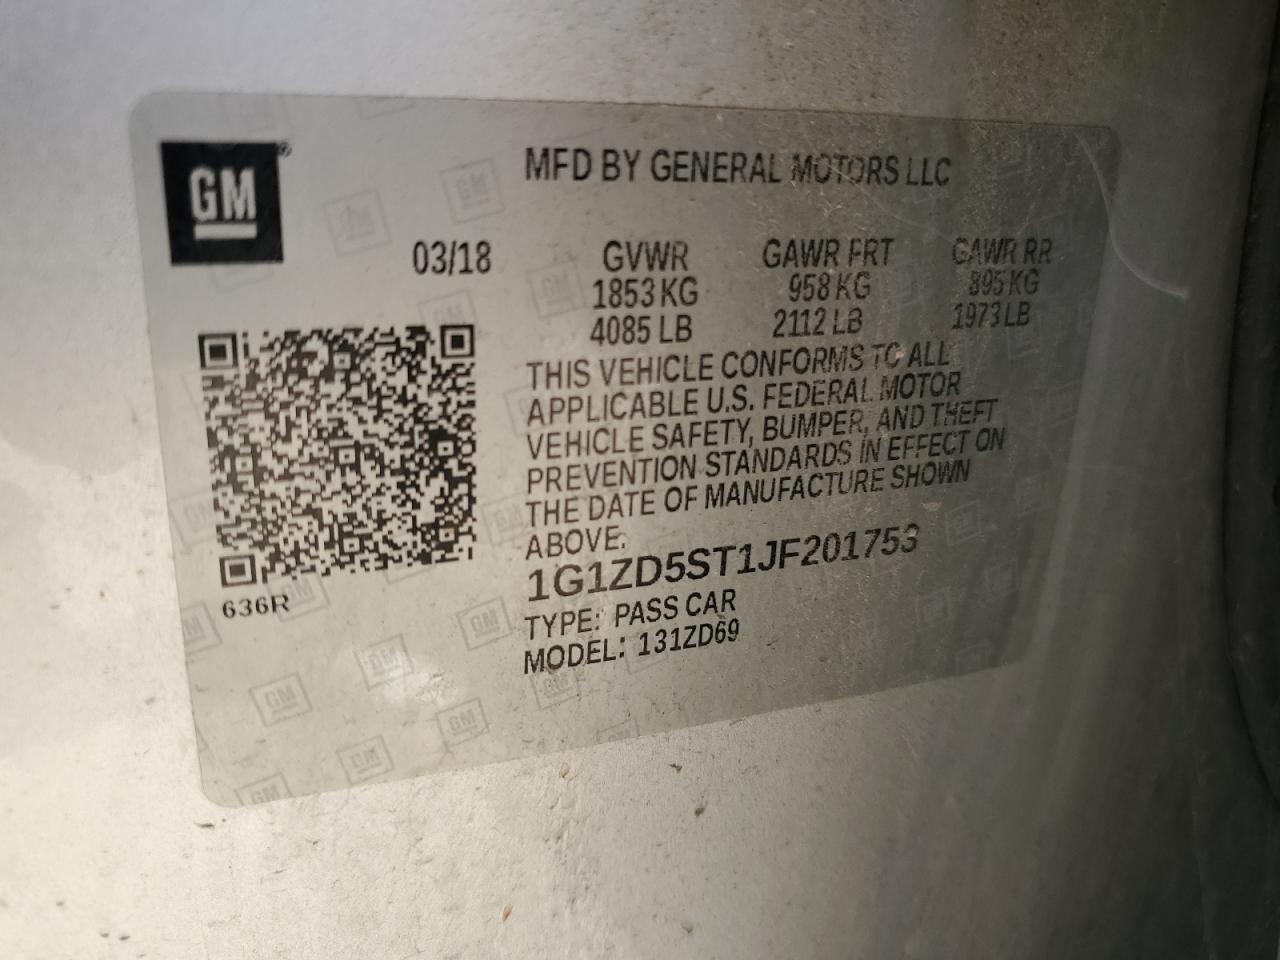 GM
MFD BY GENERAL MOTORS LLC
03/18 GVWR GAWR FRT GAWR RR
1853 KG 958 KG 895 KG
4085 LB 2112 LB 1973 LB
THIS VEHICLE CONFORMS TO ALL
APPLICABLE U.S. FEDERAL MOTOR
VEHICLE SAFETY, BUMPER, AND THEFT
PREVENTION STANDARDS IN EFFECT ON
THE DATE OF MANUFACTURE SHOWN
ABOVE.
1G1ZD5ST1JF201753
TYPE: PASS CAR
MODEL: 131ZD69
636R